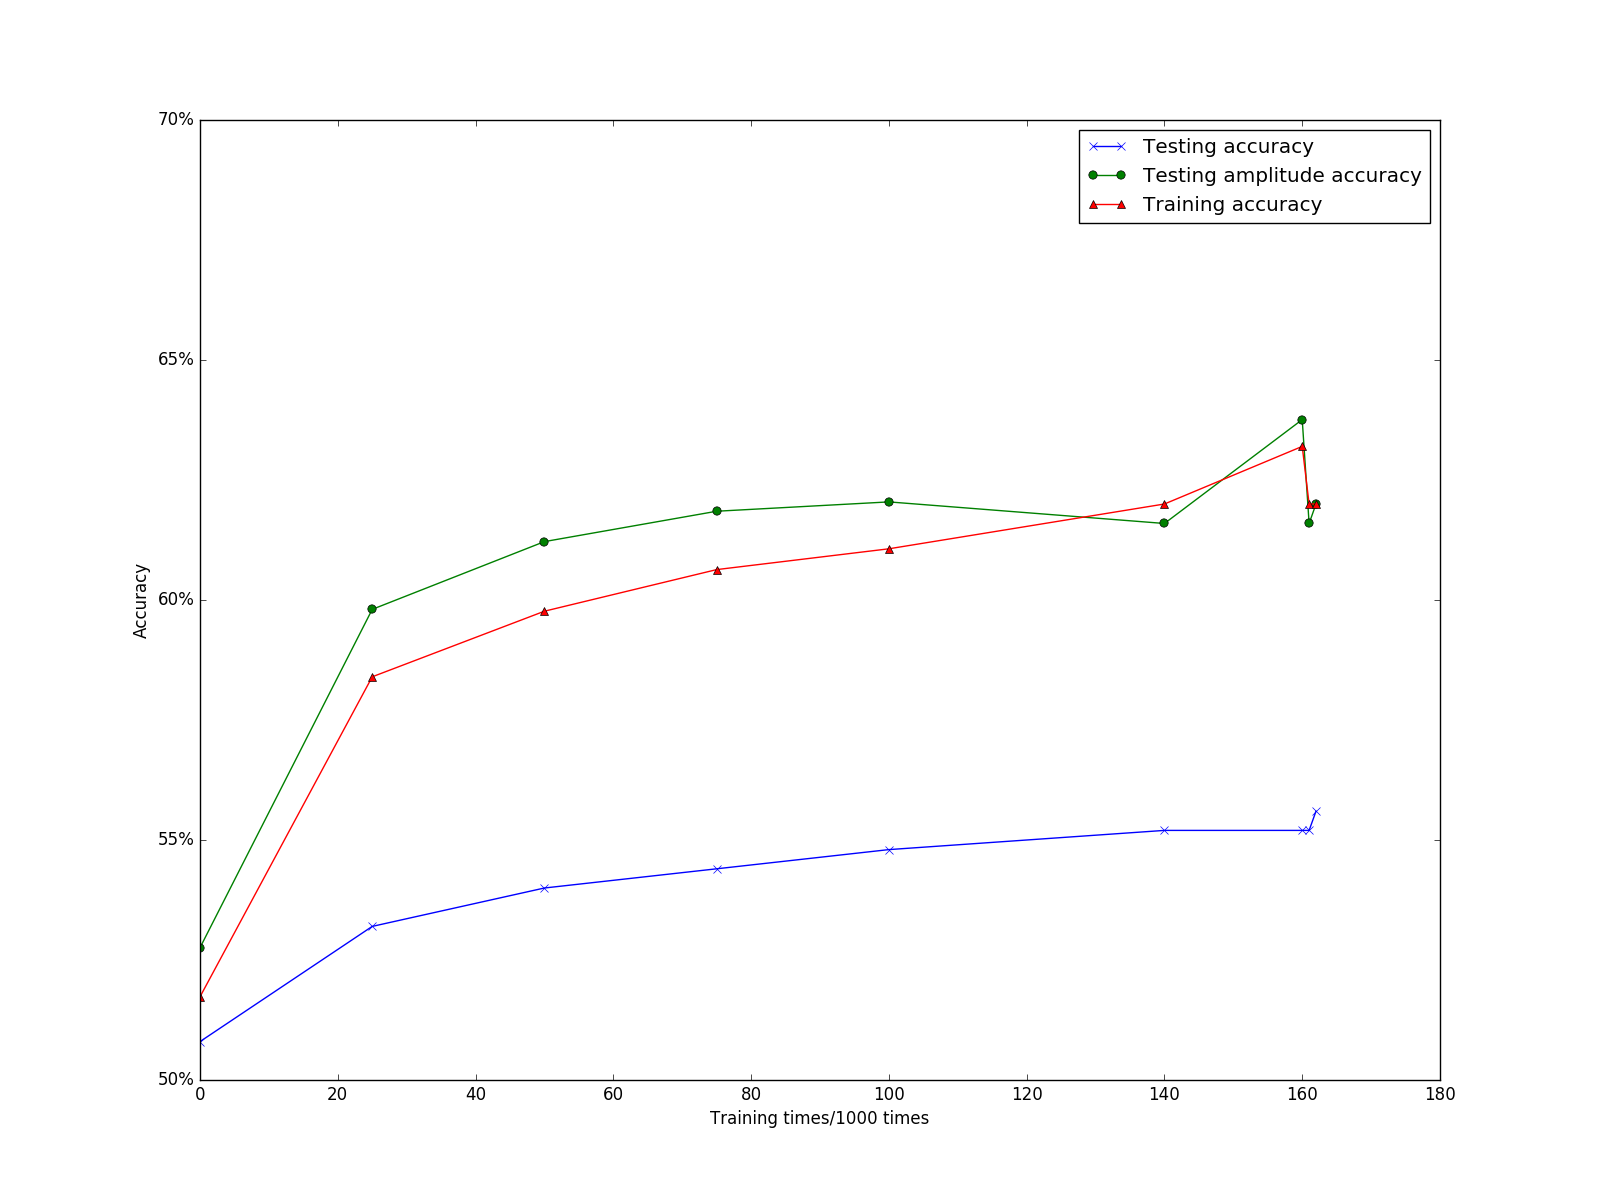 70%
Testing accuracy
Testing amplitude accuracy
Training accuracy
65%
60%
Accuracy
55%
50%
0 20 40 60 80 100 120 140 160 180
Training times/1000 times